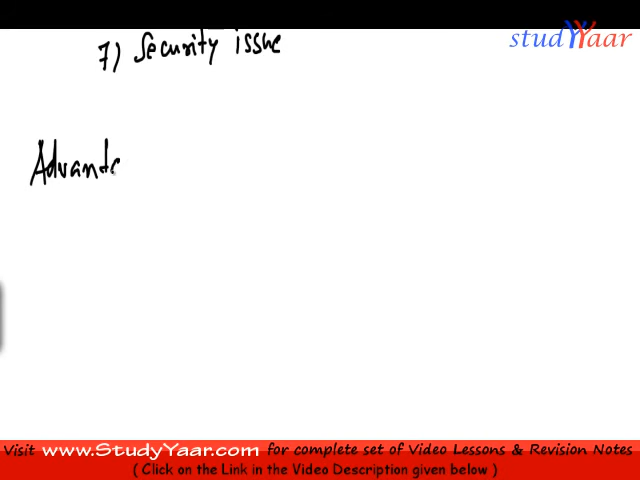 7) Security issue
studYYaar
Advanta
Visit www.StudyYaar.com for complete set of Video Lessons & Revision Notes
( Click on the Link in the Video Description given below )